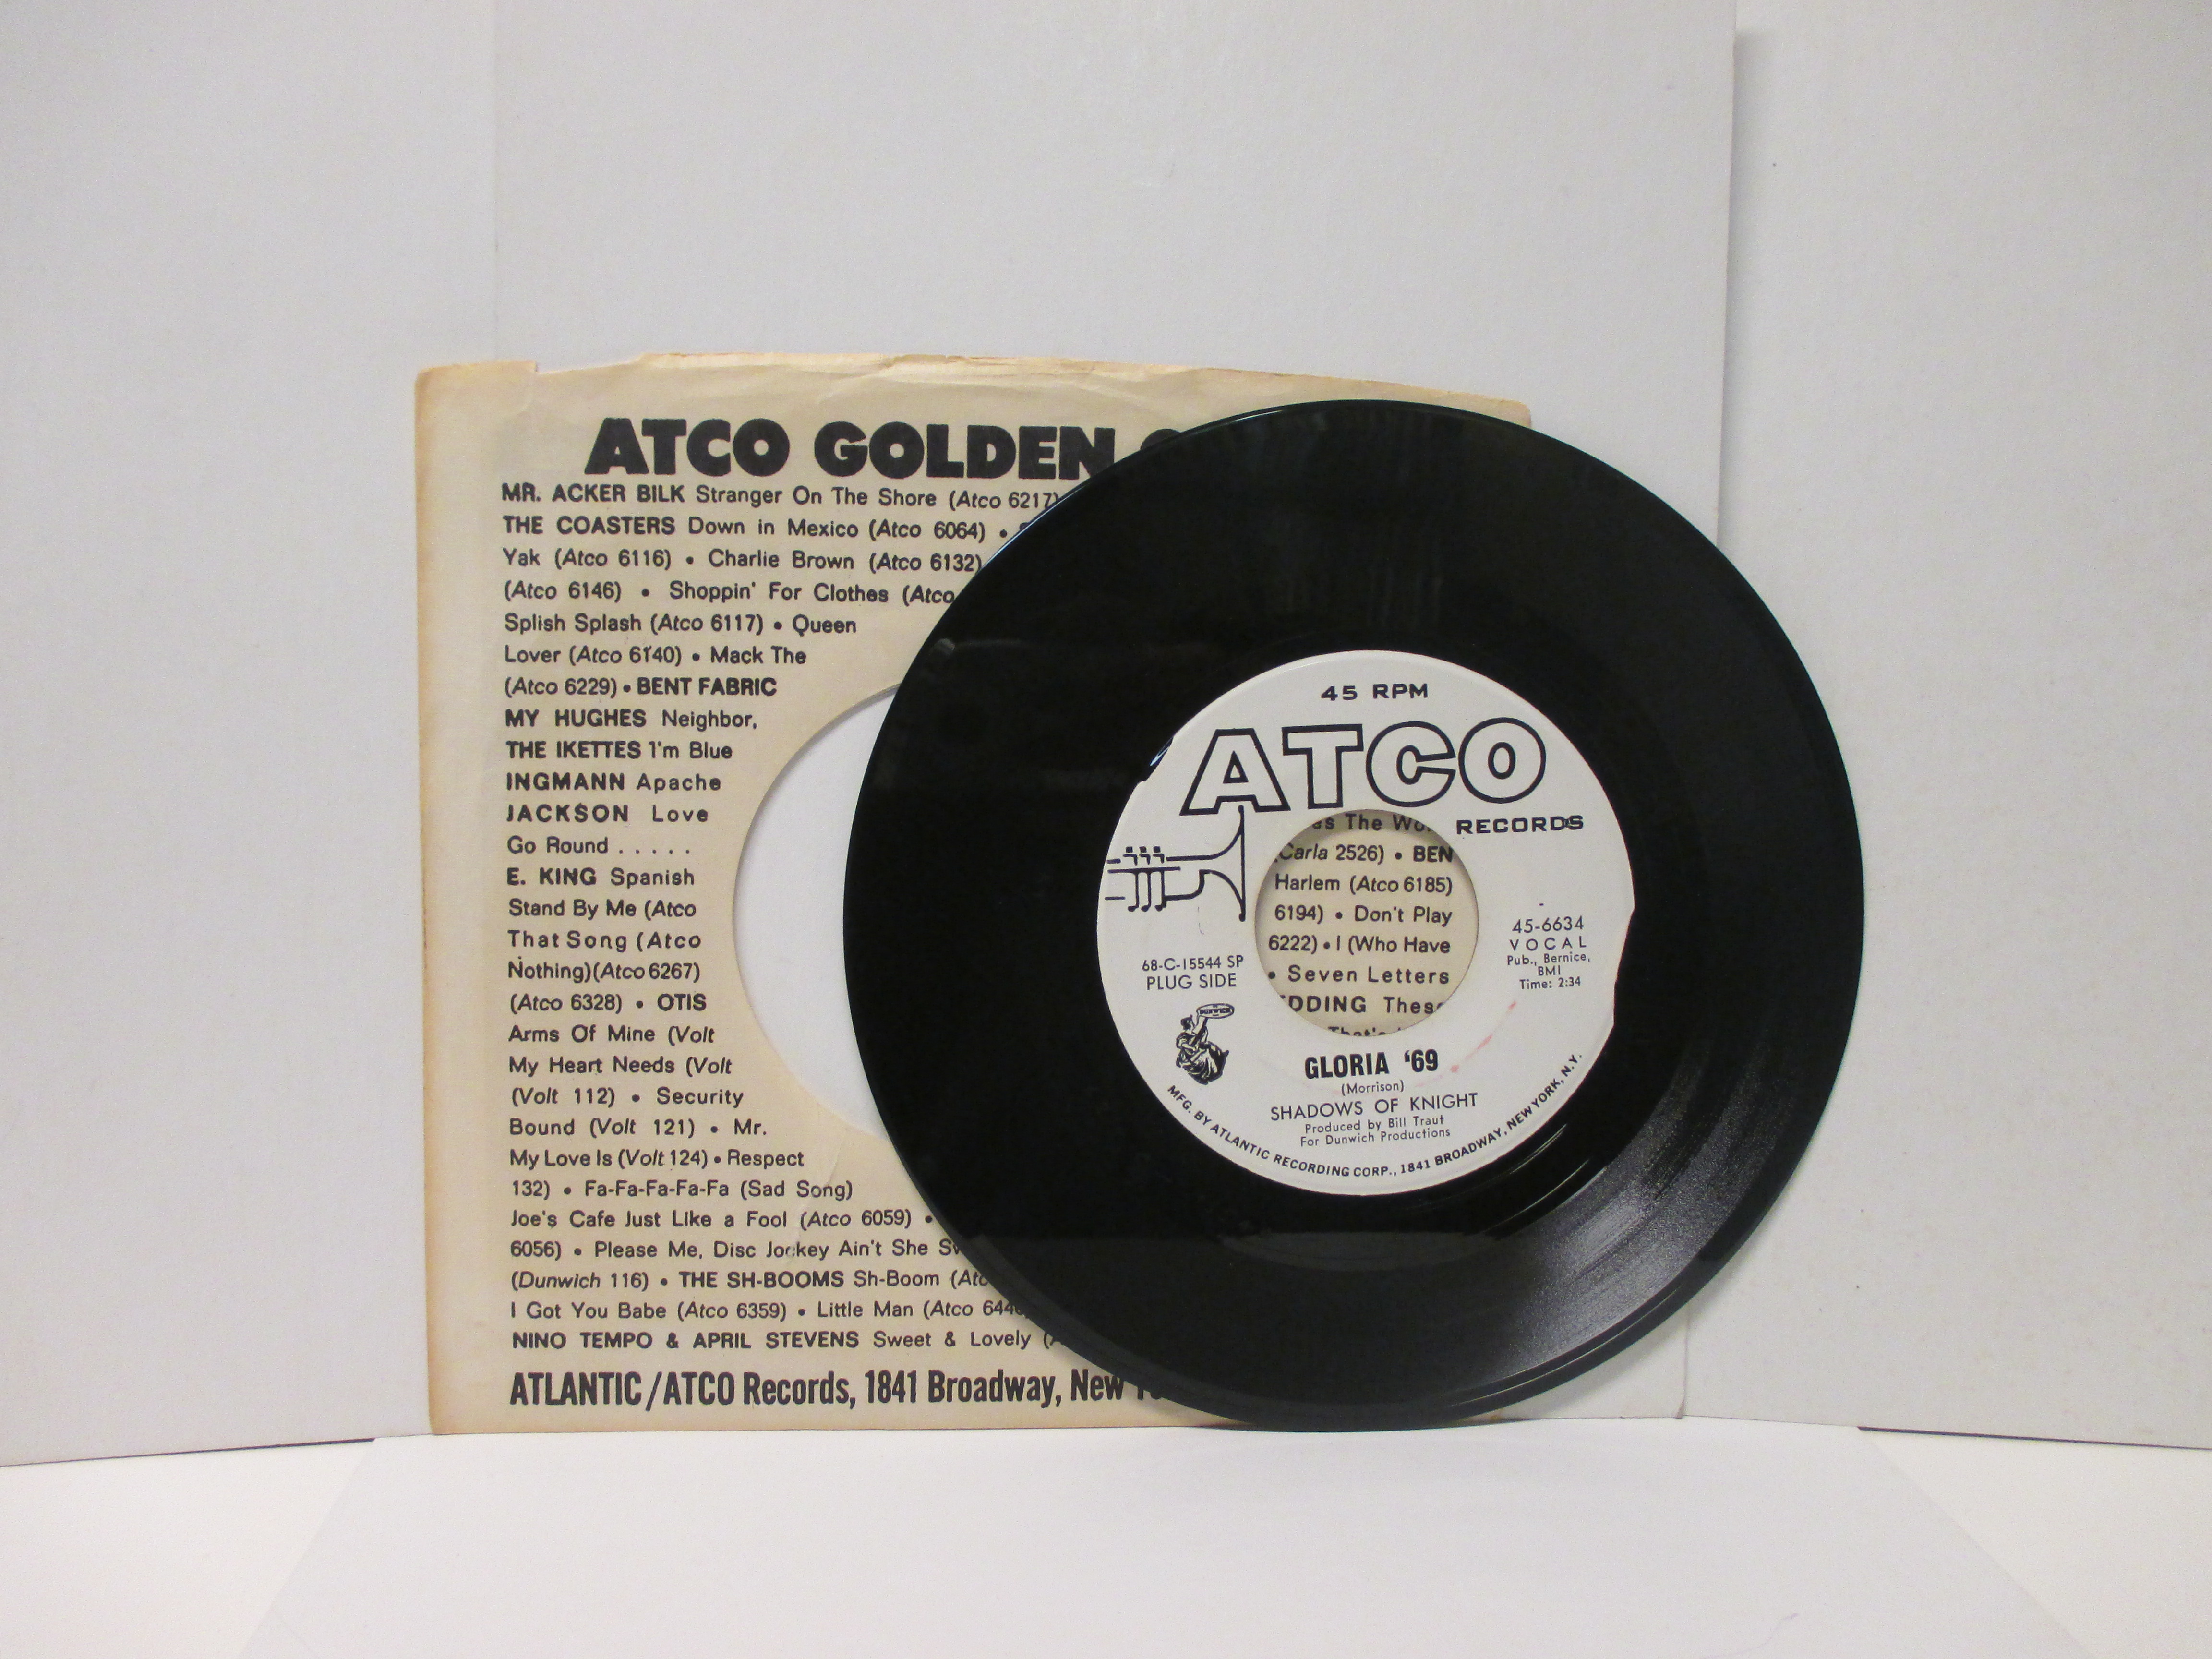 ATCO GOLDEN
MR. ACKER BILK Stranger On The Shore (Atco 6217)
THE COASTERS Down in Mexico (Atco 6064) •
Yak (Atco 6116) • Charlie Brown (Atco 6132)
(Atco 6146) • Shoppin' For Clothes (Atco
Splish Splash (Atco 6117) • Queen
Lover (Atco 6140) • Mack The
(Atco 6229) • BENT FABRIC
MY HUGHES Neighbor,
THE IKETTES I'm Blue
INGMANN Apache
JACKSON Love
Go Round . . . . .
E. KING Spanish
Stand By Me (Atco
That Song (Atco
Nothing)(Atco 6267)
(Atco 6328) • OTIS
Arms Of Mine (Volt
My Heart Needs (Volt
(Volt 112) • Security
Bound (Volt 121) • Mr.
My Love Is (Volt 124) • Respect
132) • Fa-Fa-Fa-Fa-Fa (Sad Song)
Joe's Cafe Just Like a Fool (Atco 6059) •
6056) • Please Me, Disc Jockey Ain't She
(Dunwich 116) • THE SH-BOOMS Sh-Boom
I Got You Babe (Atco 6359) • Little Man (Atco
NINO TEMPO & APRIL STEVENS Sweet & Lovely
ATLANTIC/ATCO Records, 1841 Broadway, New
45 RPM
ATCO
RECORDS
The
Carla 2526) • BEN
Harlem (Atco 6185)
6194) • Don't Play
6222) • I (Who Have
• Seven Letters
DDING These
That's
68-C-15544 SP
PLUG SIDE
DUNWICH
45-6634
VOCAL
Pub., Bernice,
BMI
Time: 2:34
GLORIA '69
(Morrison)
SHADOWS OF KNIGHT
Produced by Bill Traut
For Dunwich Productions
MFG. BY ATLANTIC RECORDING CORP., 1841 BROADWAY, NEW YORK, N.Y.